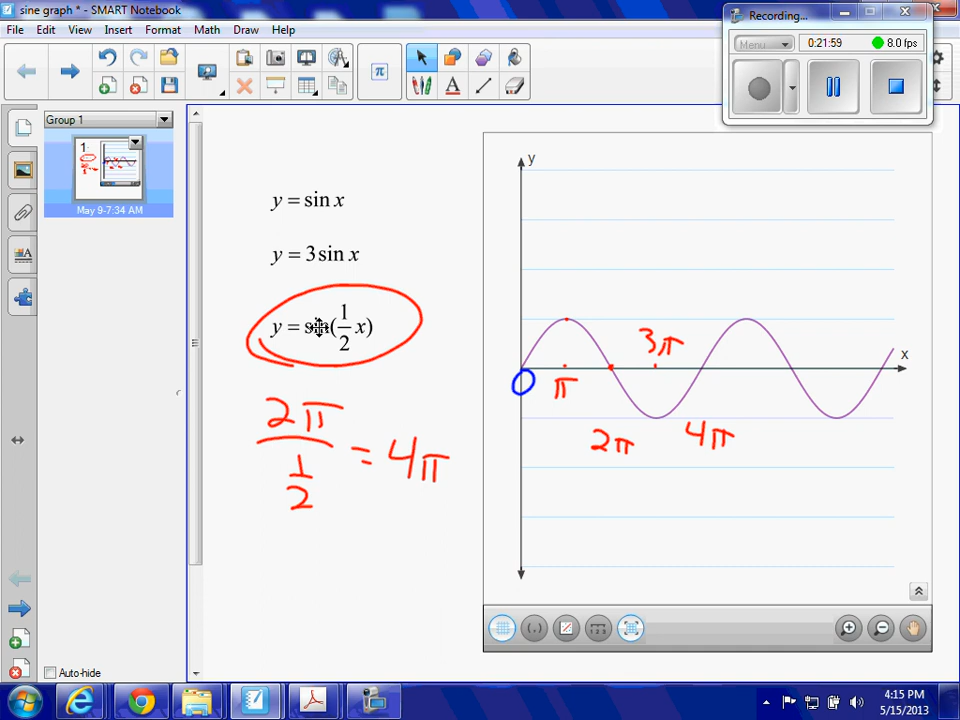 sine graph * - SMART Notebook
File Edit View Insert Format Math Draw Help
Recording...
Menu
0:21:59
8.0 fps
Group 1
1
May 9-7:34 AM
y = sin x
y = 3 sin x
y = sin(1/2 x)
2π / 1/2 = 4π
y
x
0
π
2π
3π
4π
Auto-hide
4:15 PM
5/15/2013